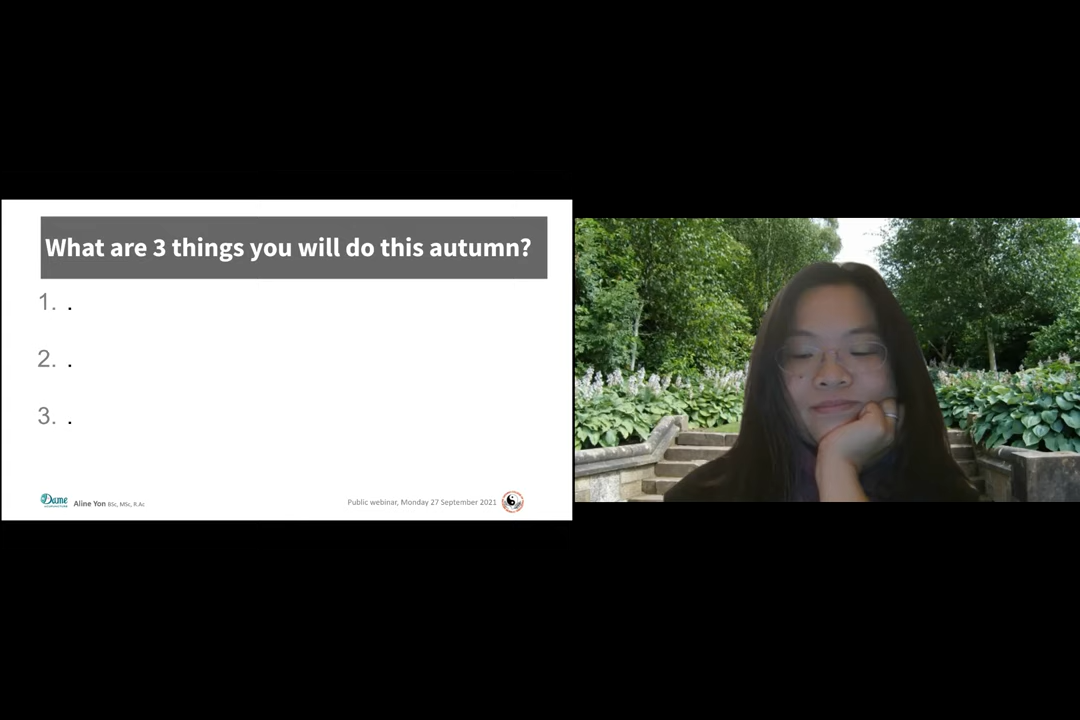 What are 3 things you will do this autumn?
1. .
2. .
3. .
Dame
Aline Yon BSc, MSc, R.Ac
Public webinar, Monday 27 September 2021